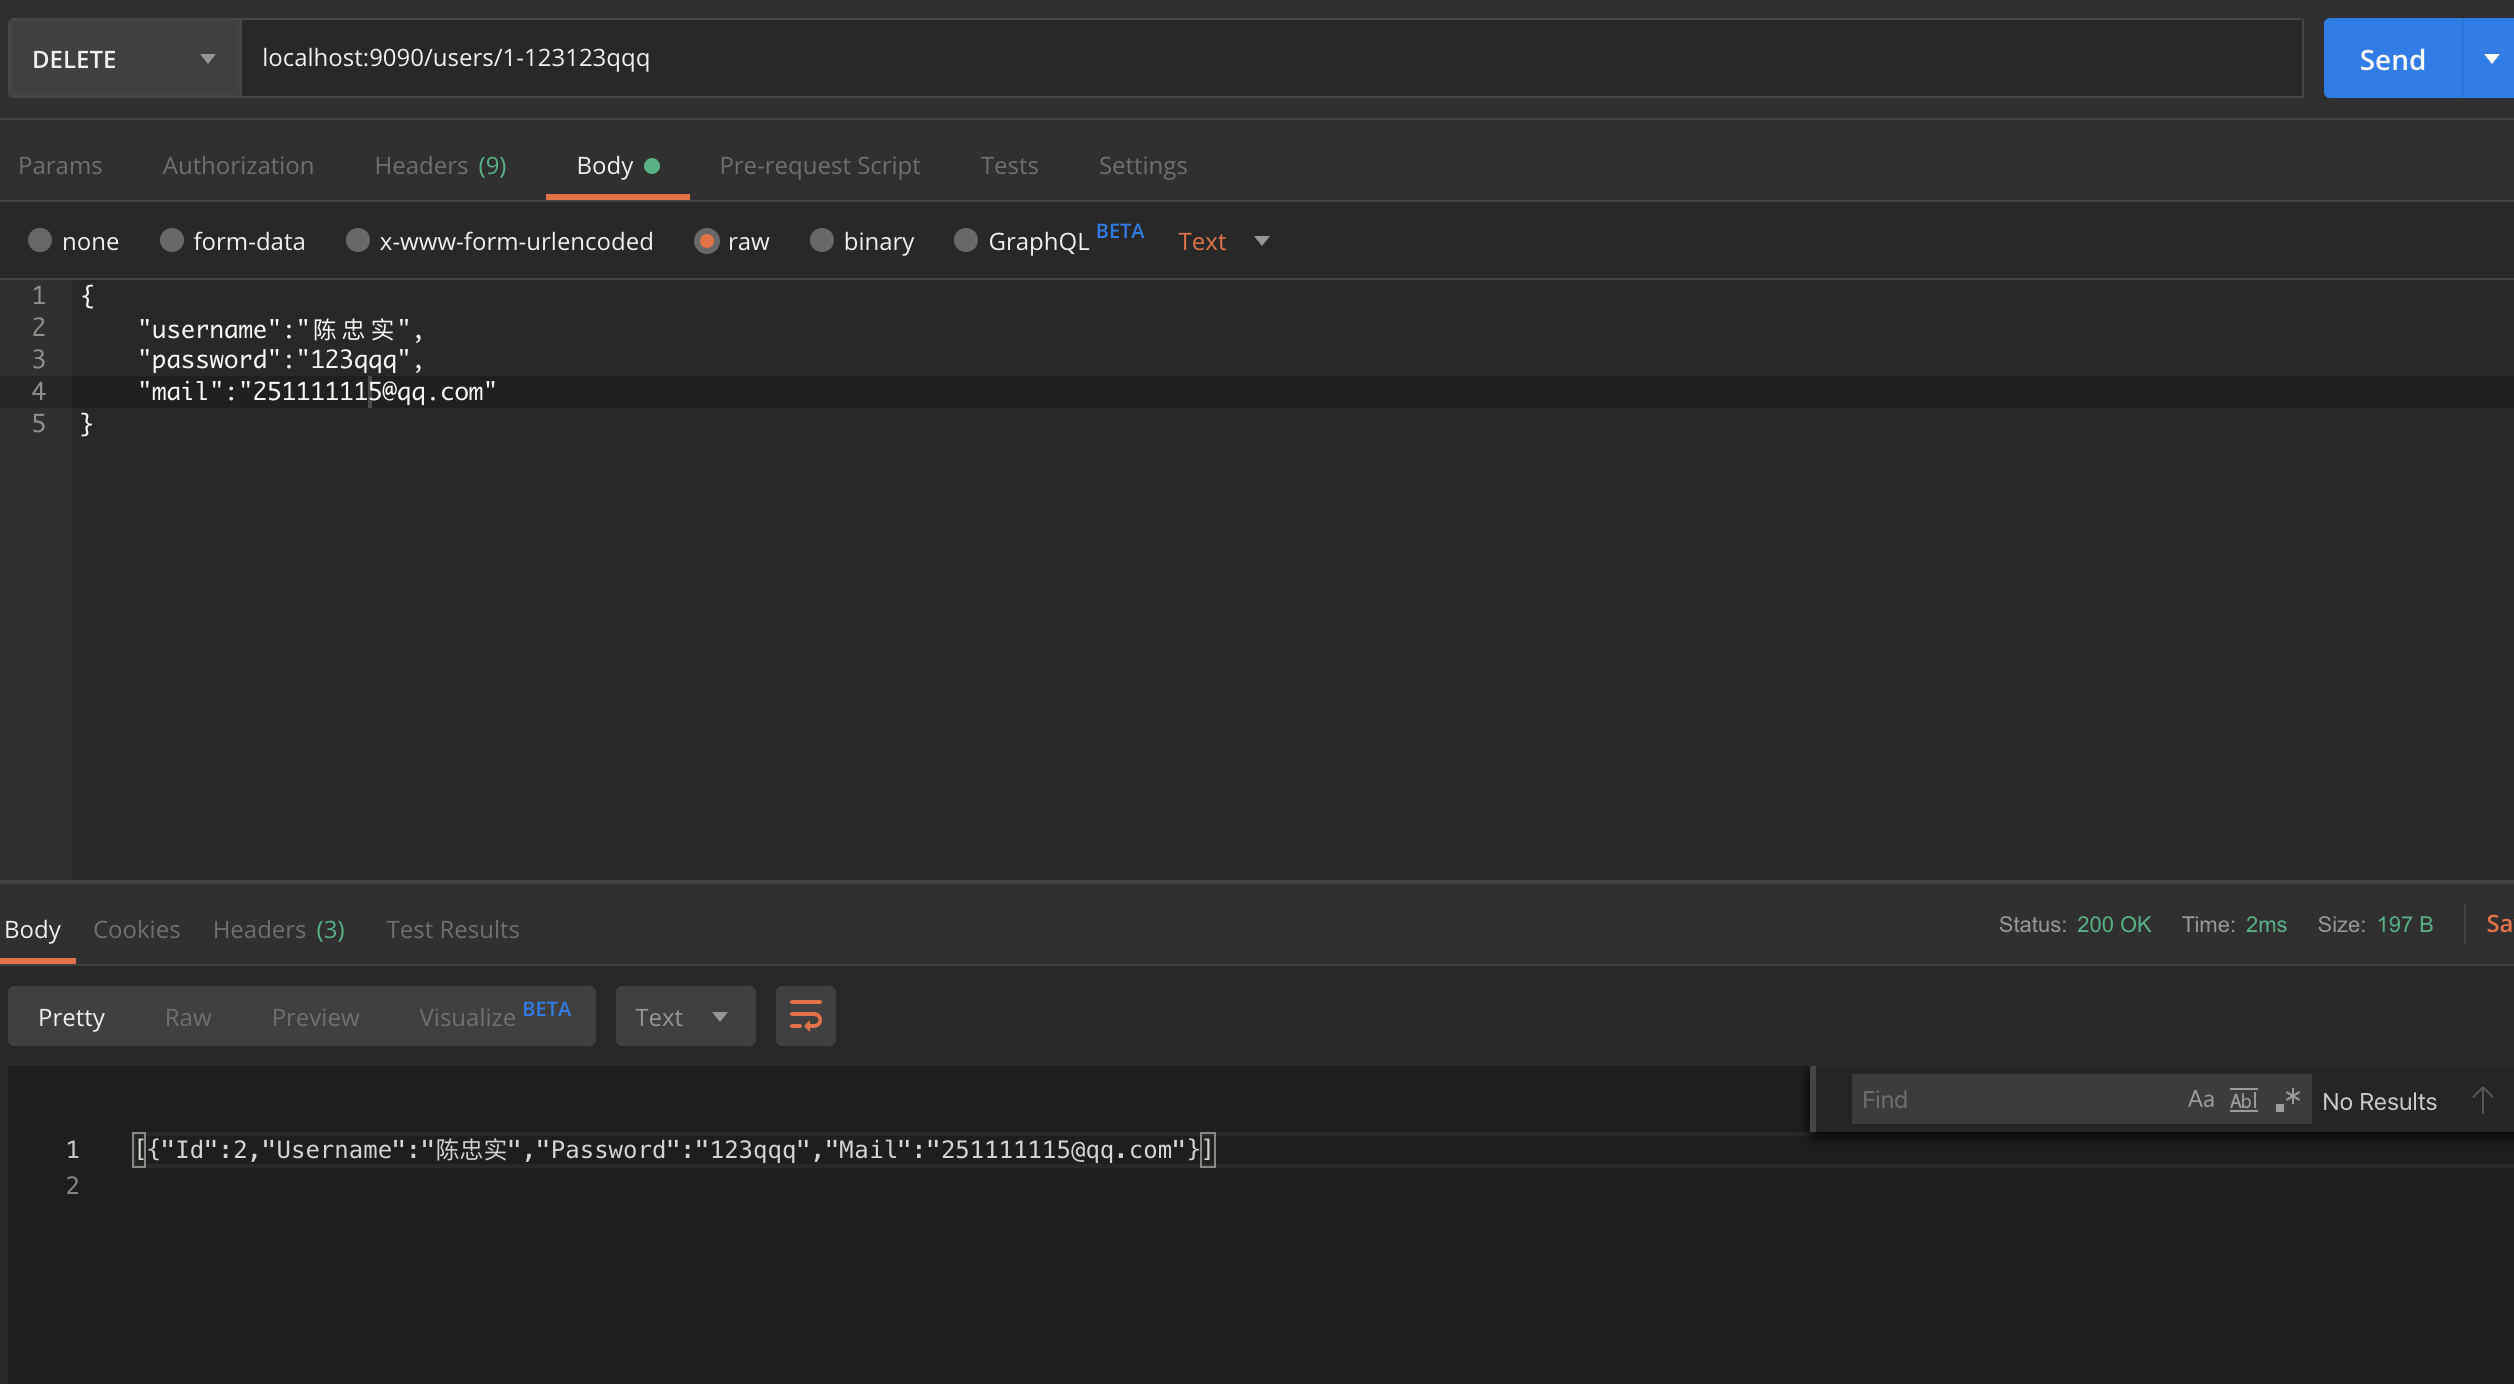 DELETE localhost:9090/users/1-123123qqq Send
Params Authorization Headers (9) Body Pre-request Script Tests Settings
none form-data x-www-form-urlencoded raw binary GraphQL BETA Text
1 {
2 "username":"陈忠实",
3 "password":"123qqq",
4 "mail":"251111115@qq.com"
5 }
Body Cookies Headers (3) Test Results Status: 200 OK Time: 2ms Size: 197 B Sa
Pretty Raw Preview Visualize BETA Text
Find Aa Abl .* No Results
1 [{"Id":2,"Username":"陈忠实","Password":"123qqq","Mail":"251111115@qq.com"}]
2